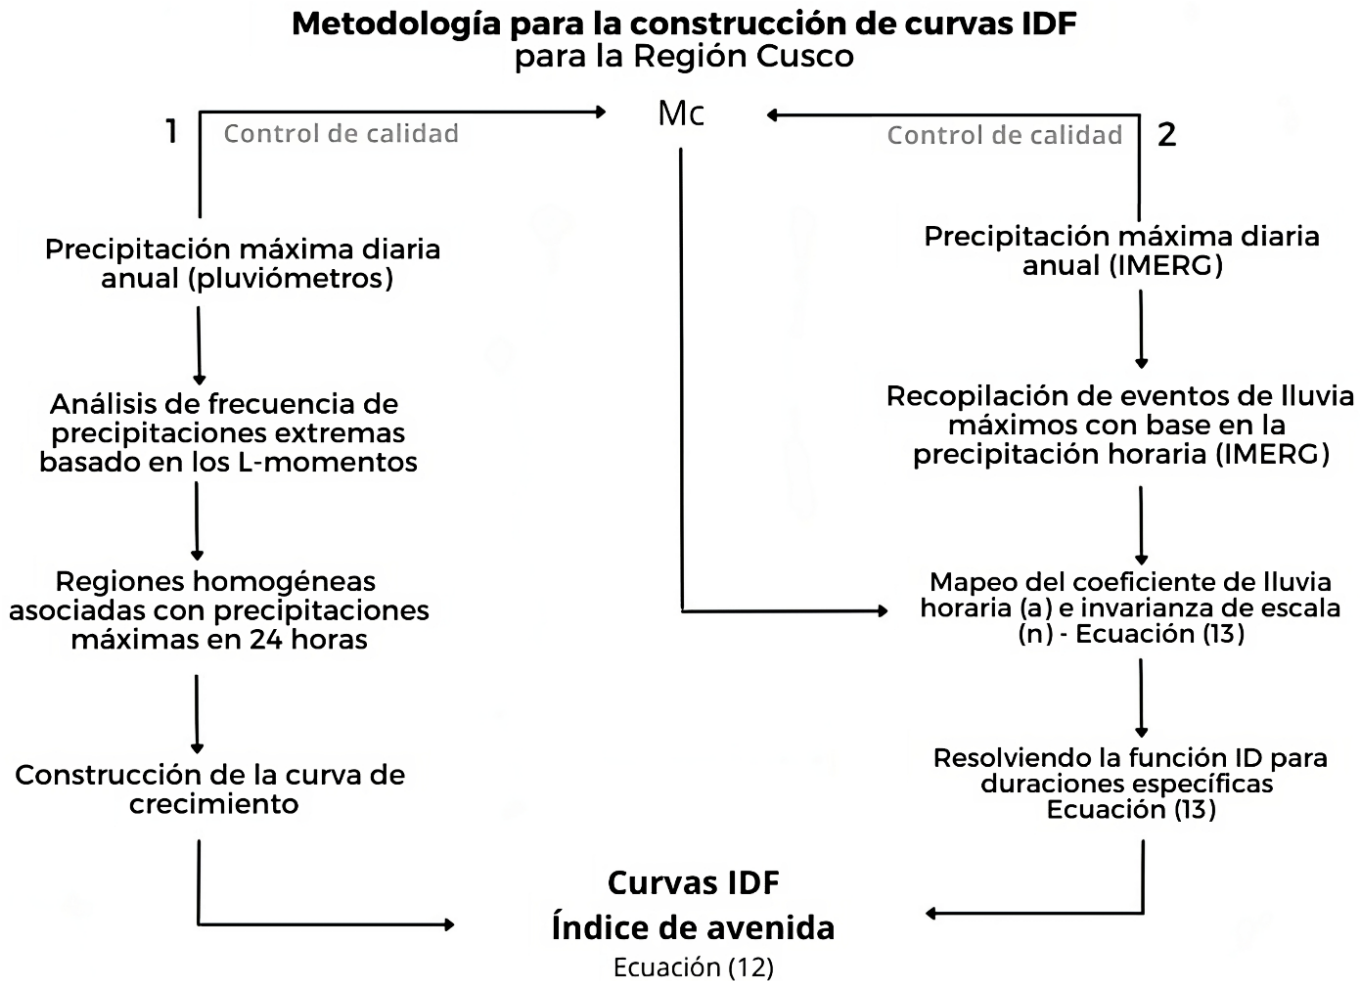 Metodología para la construcción de curvas IDF
para la Región Cusco
Mc
1
Control de calidad
Control de calidad
2
Precipitación máxima diaria
anual (pluviómetros)
Análisis de frecuencia de
precipitaciones extremas
basado en los L-momentos
Regiones homogéneas
asociadas con precipitaciones
máximas en 24 horas
Construcción de la curva de
crecimiento
Precipitación máxima diaria
anual (IMERG)
Recopilación de eventos de lluvia
máximos con base en la
precipitación horaria (IMERG)
Mapeo del coeficiente de lluvia
horaria (a) e invarianza de escala
(n) - Ecuación (13)
Resolviendo la función ID para
duraciones específicas
Ecuación (13)
Curvas IDF
Índice de avenida
Ecuación (12)